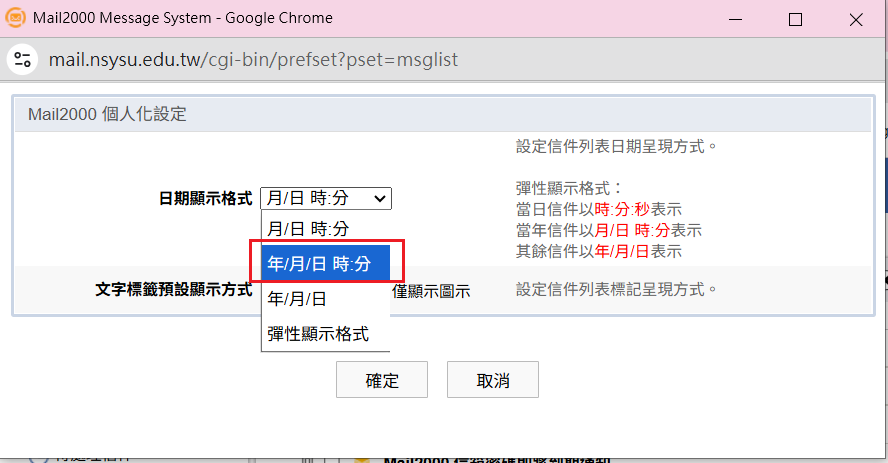 Mail2000 Message System - Google Chrome
mail.nsysu.edu.tw/cgi-bin/prefset?pset=msglist
Mail2000 個人化設定
設定信件列表日期呈現方式。
日期顯示格式 月/日 時:分
月/日 時:分
年/月/日 時:分
年/月/日
彈性顯示格式
彈性顯示格式：
當日信件以時:分:秒表示
當年信件以月/日 時:分表示
其餘信件以年/月/日表示
文字標籤預設顯示方式 僅顯示圖示 設定信件列表標記呈現方式。
確定 取消